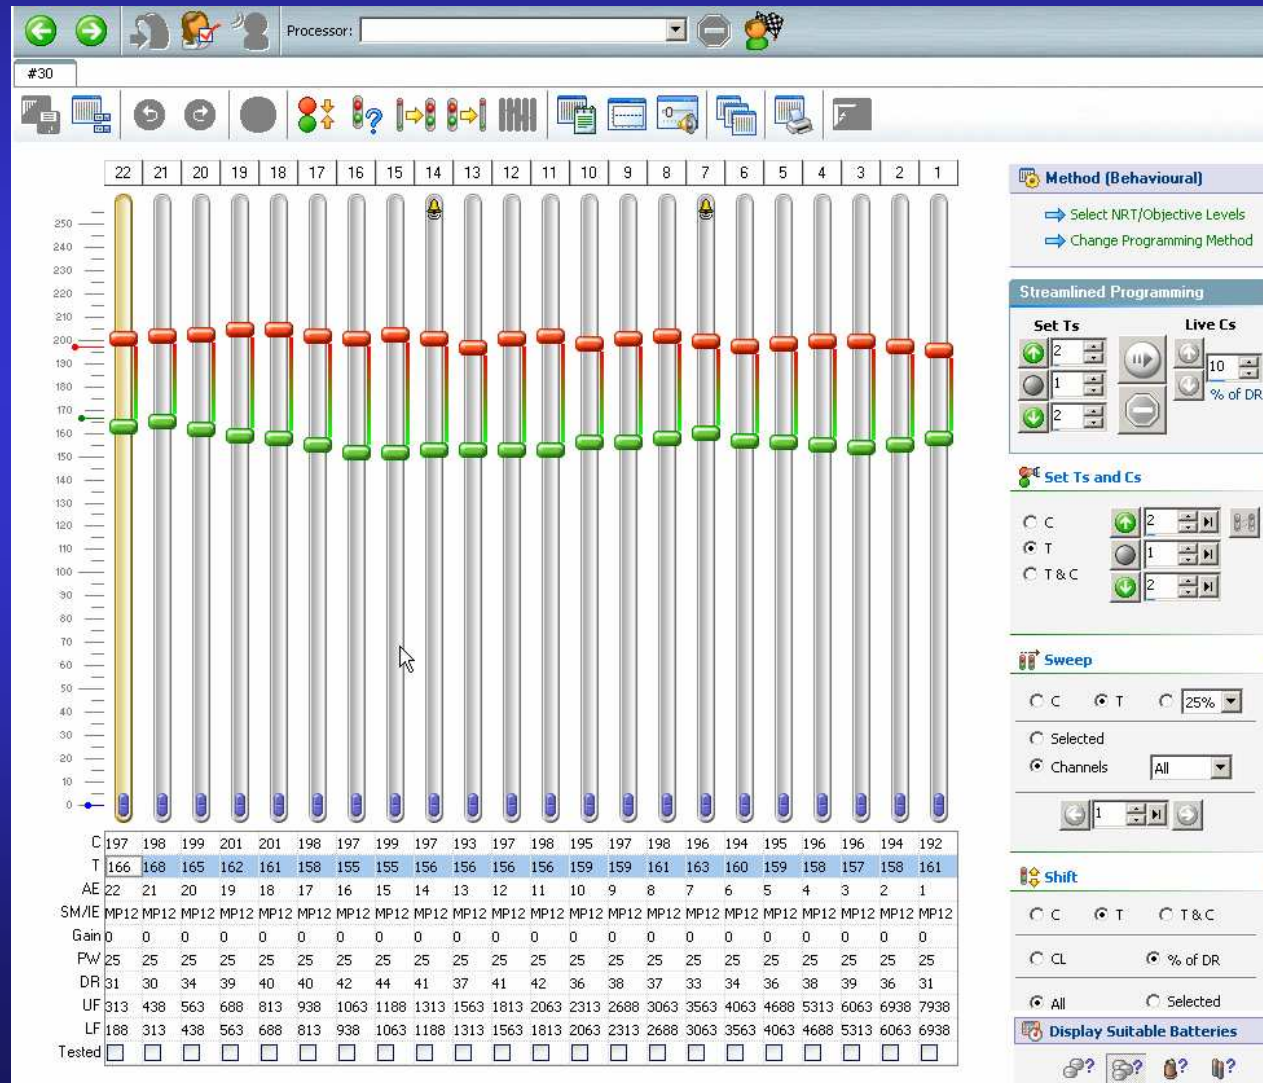 Processor:
#30
22 21 20 19 18 17 16 15 14 13 12 11 10 9 8 7 6 5 4 3 2 1
250
240
230
220
210
200
190
180
170
160
150
140
130
120
110
100
90
80
70
60
50
40
30
20
10
0
C 197 198 199 201 201 198 197 199 197 193 197 198 195 197 198 196 194 195 196 196 194 192
T 166 168 165 162 161 158 155 155 156 156 156 156 159 159 161 163 160 159 158 157 158 161
AE 22 21 20 19 18 17 16 15 14 13 12 11 10 9 8 7 6 5 4 3 2 1
SM/IE MP12 MP12 MP12 MP12 MP12 MP12 MP12 MP12 MP12 MP12 MP12 MP12 MP12 MP12 MP12 MP12 MP12 MP12 MP12 MP12 MP12 MP12
Gain 0 0 0 0 0 0 0 0 0 0 0 0 0 0 0 0 0 0 0 0 0 0
PW 25 25 25 25 25 25 25 25 25 25 25 25 25 25 25 25 25 25 25 25 25 25
DR 31 30 34 39 40 40 42 44 41 37 41 42 36 38 37 33 34 36 38 39 36 31
UF 313 438 563 688 813 938 1063 1188 1313 1563 1813 2063 2313 2688 3063 3563 4063 4688 5313 6063 6938 7938
LF 188 313 438 563 688 813 938 1063 1188 1313 1563 1813 2063 2313 2688 3063 3563 4063 4688 5313 6063 6938
Tested
Method (Behavioural)
Select NRT/Objective Levels
Change Programming Method
Streamlined Programming
Set Ts Live Cs
2
1
2
10
% of DR
Set Ts and Cs
C 2
T 1
T & C 2
Sweep
C T 25%
Selected
Channels All
1
Shift
C T T & C
CL % of DR
All Selected
Display Suitable Batteries
? ? ? ?